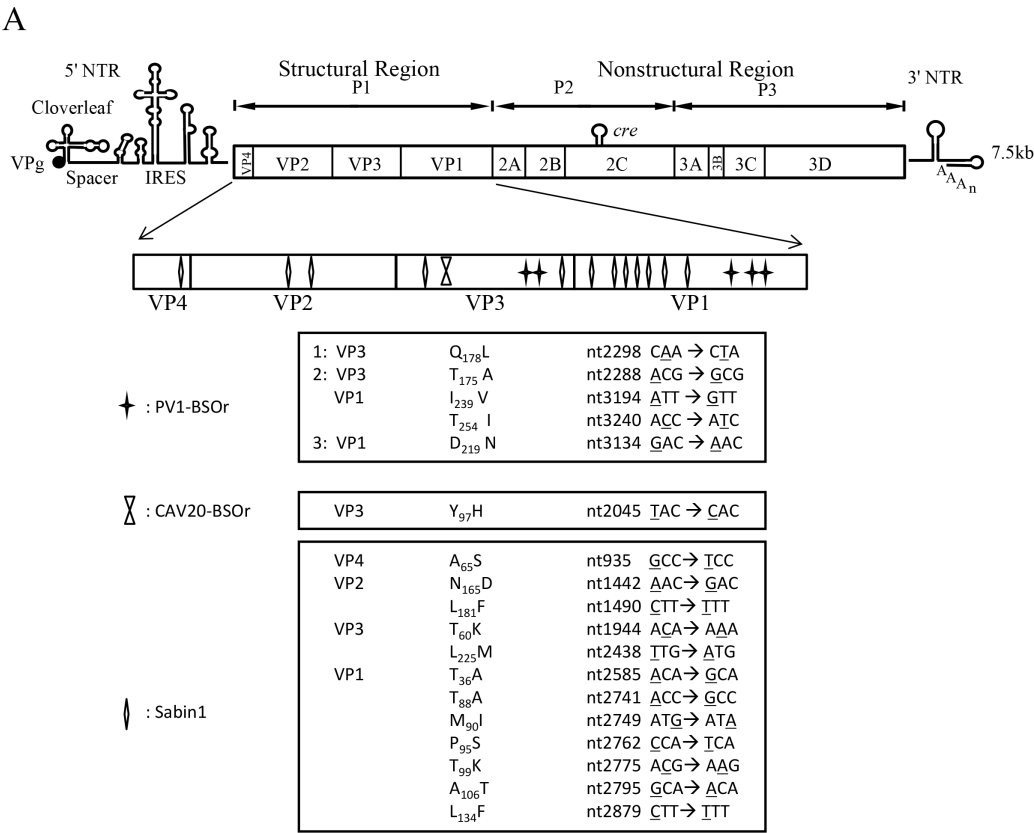 A
5' NTR Structural Region Nonstructural Region 3' NTR
P1 P2 P3
Cloverleaf
cre
VPg VP4 VP2 VP3 VP1 2A 2B 2C 3A 3B 3C 3D 7.5kb
Spacer IRES AAAn
VP4 VP2 VP3 VP1
1: VP3 Q178L nt2298 CAA → CTA
2: VP3 T175 A nt2288 ACG → GCG
VP1 I239 V nt3194 ATT → GTT
: PV1-BSOr
T254 I nt3240 ACC → ATC
3: VP1 D219 N nt3134 GAC → AAC
: CAV20-BSOr VP3 Y97H nt2045 TAC → CAC
VP4 A65S nt935 GCC→ TCC
VP2 N165D nt1442 AAC→ GAC
L181F nt1490 CTT→ TTT
VP3 T60K nt1944 ACA→ AAA
L225M nt2438 TTG→ ATG
VP1 T36A nt2585 ACA→ GCA
T88A nt2741 ACC→ GCC
: Sabin1
M90I nt2749 ATG→ ATA
P95S nt2762 CCA→ TCA
T99K nt2775 ACG→ AAG
A106T nt2795 GCA→ ACA
L134F nt2879 CTT→ TTT